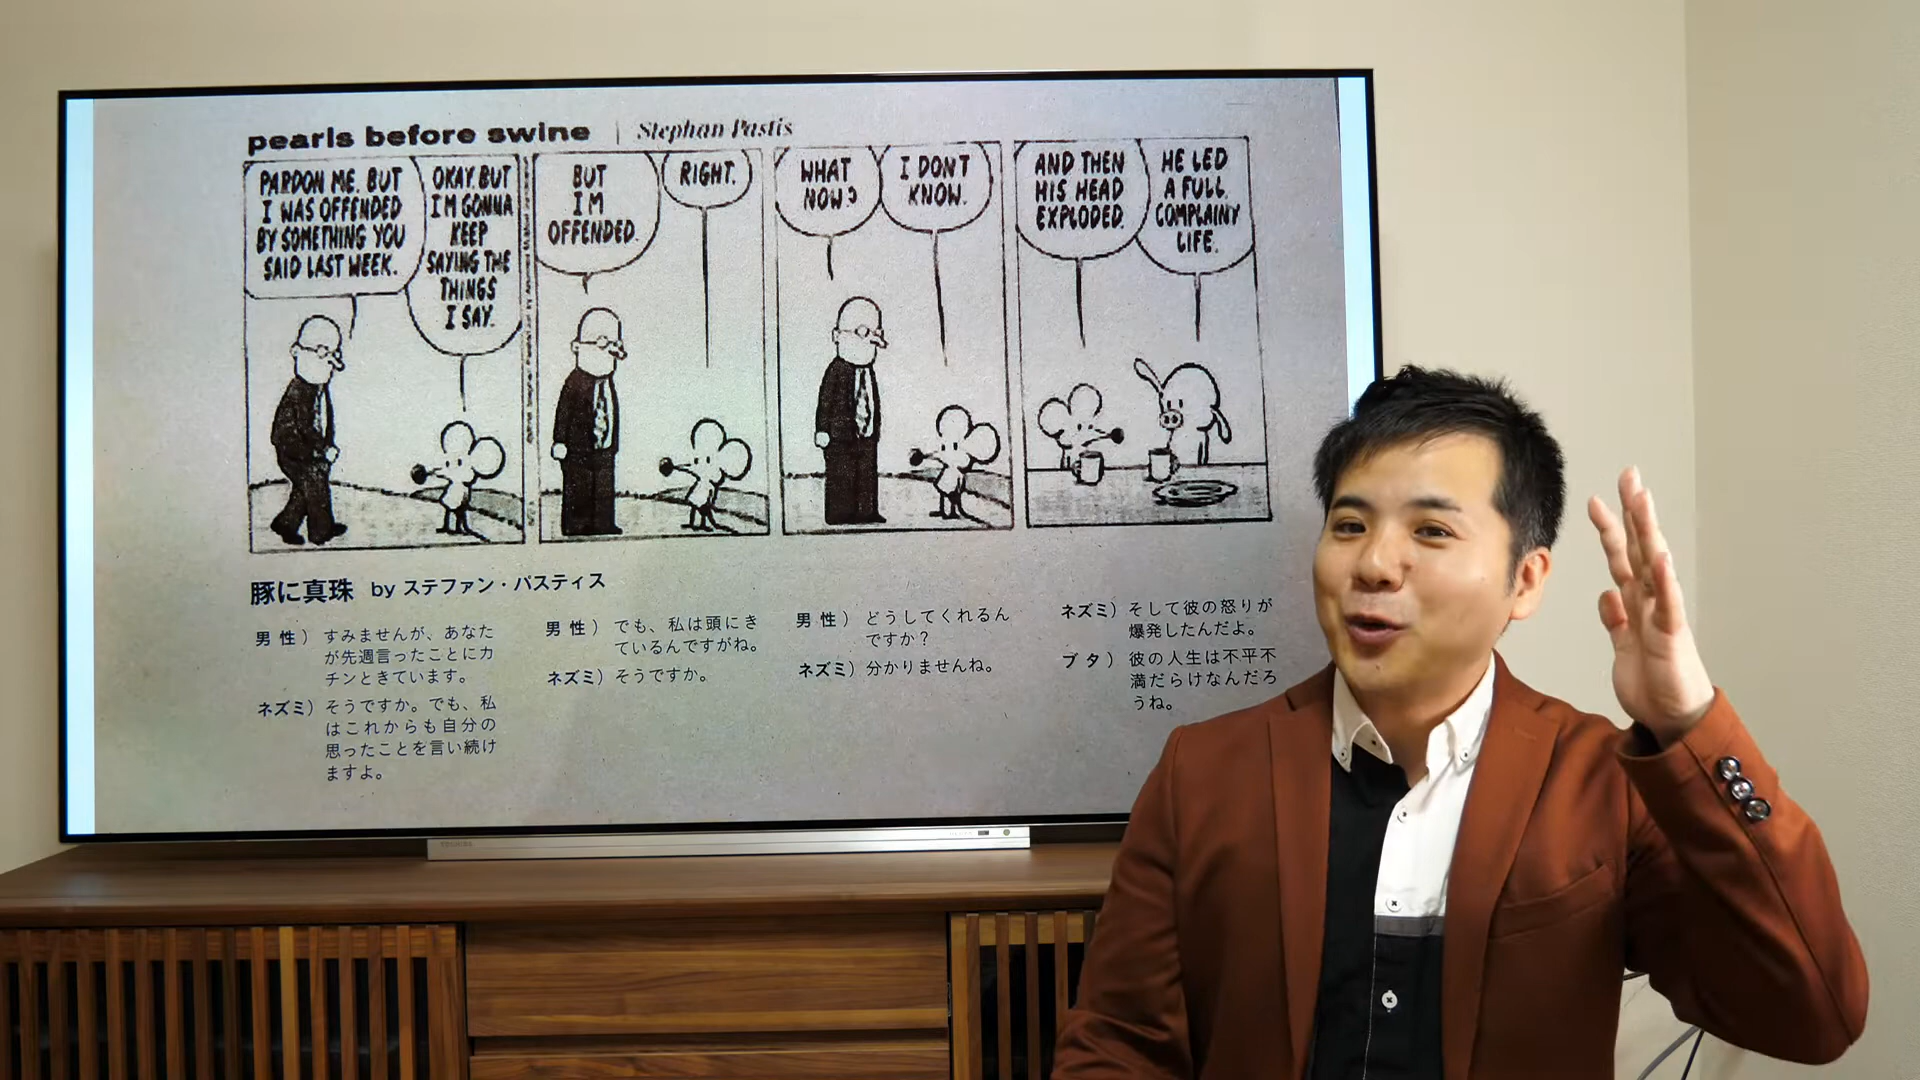 pearls before swine | Stephan Pastis
PARDON ME. BUT
I WAS OFFENDED
BY SOMETHING YOU
SAID LAST WEEK.
OKAY. BUT
I'M GONNA
KEEP
SAYING THE
THINGS
I SAY.
BUT
I'M
OFFENDED.
RIGHT.
WHAT
NOW?
I DON'T
KNOW.
AND THEN
HIS HEAD
EXPLODED.
HE LED
A FULL,
COMPLAINY
LIFE.
豚に真珠 by ステファン・パスティス
男 性）すみませんが、あなた
が先週言ったことにカ
チンときています。
ネズミ）そうですか。でも、私
はこれからも自分の
思ったことを言い続け
ますよ。
男 性）でも、私は頭にき
ているんですがね。
ネズミ）そうですか。
男 性）どうしてくれるん
ですか？
ネズミ）分かりませんね。
ネズミ）そして彼の怒りが
爆発したんだよ。
ブ タ）彼の人生は不平不
満だらけなんだろ
うね。
TOSHIBA